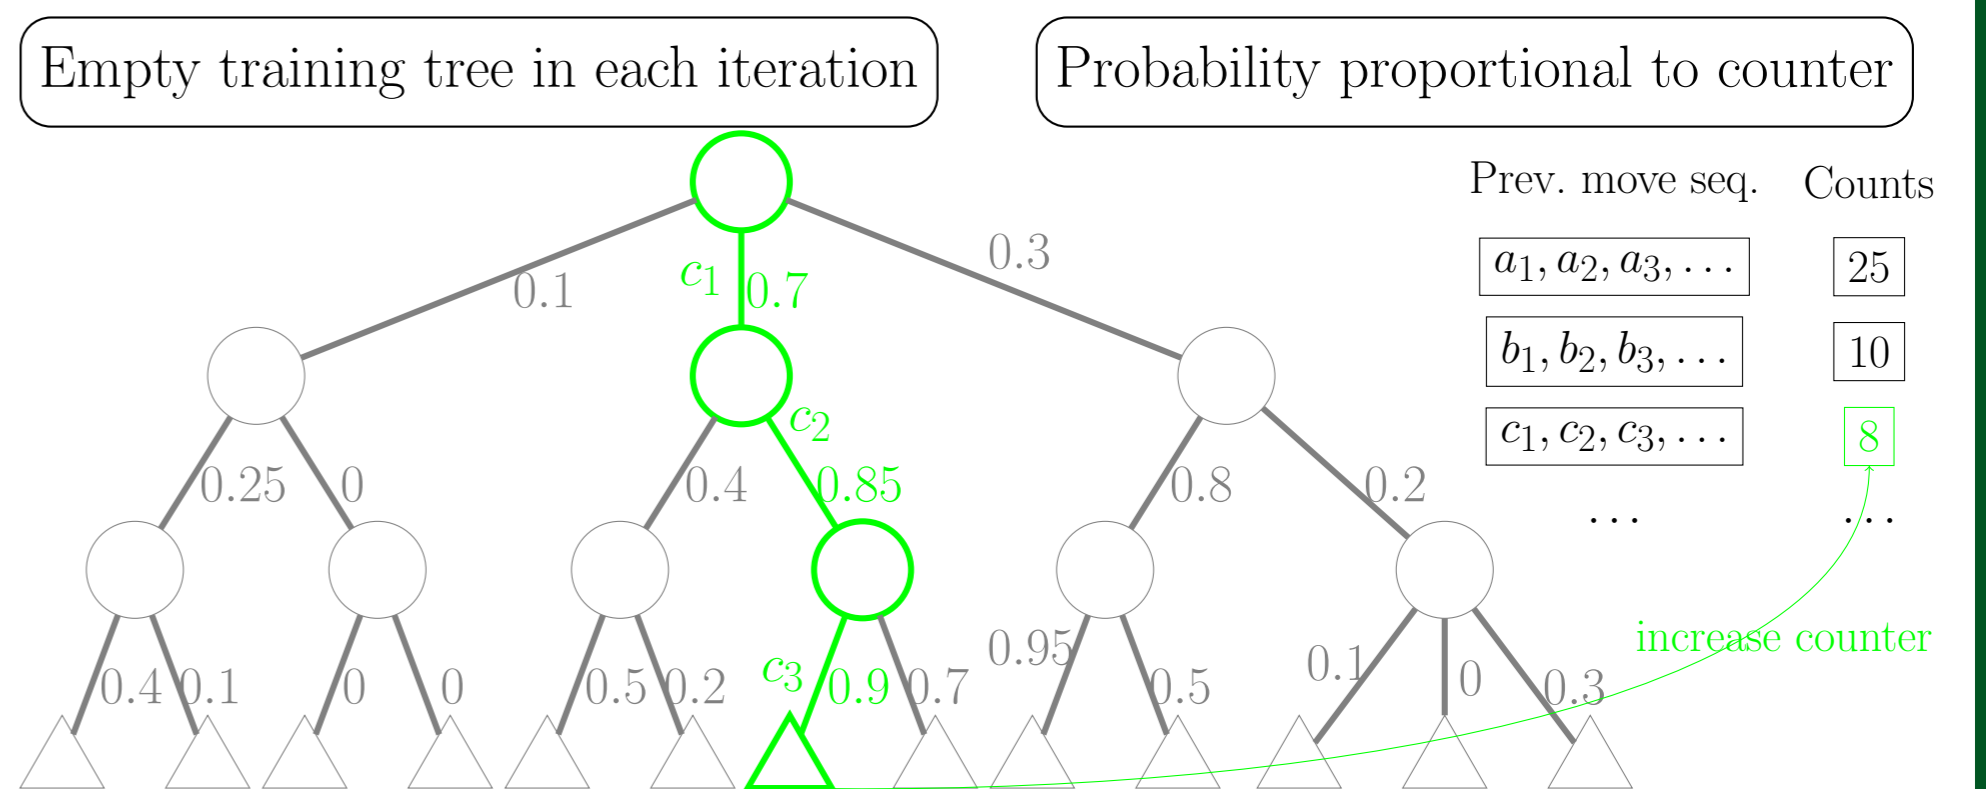 Empty training tree in each iteration
Probability proportional to counter
Prev. move seq. Counts
a₁, a₂, a₃, ... 25
b₁, b₂, b₃, ... 10
c₁, c₂, c₃, ... 8
... ...
increase counter
0.1 c₁ 0.7 0.3
c₂
0.25 0 0.4 0.85 0.8 0.2
0.4 0.1 0 0 0.5 0.2 c₃ 0.9 0.7 0.95 0.5 0.1 0 0.3